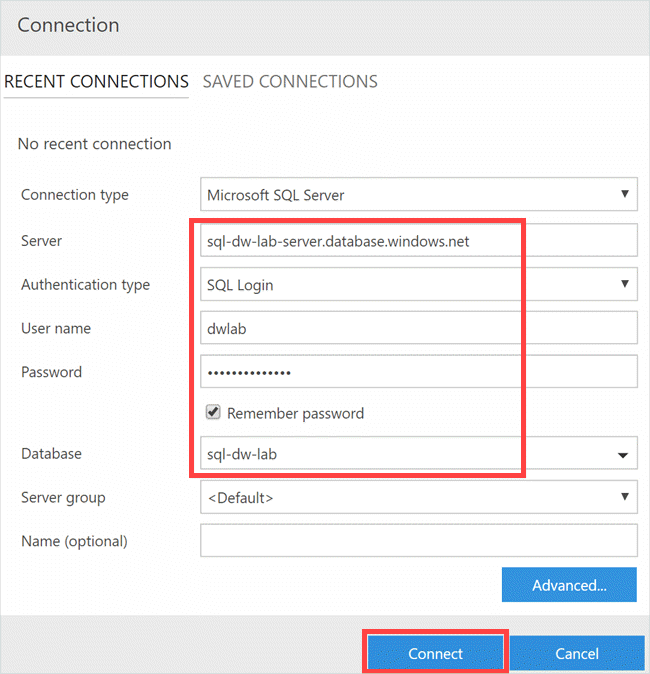 Connection
RECENT CONNECTIONS SAVED CONNECTIONS
No recent connection
Connection type Microsoft SQL Server
Server sql-dw-lab-server.database.windows.net
Authentication type SQL Login
User name dwlab
Password ••••••••••••••
Remember password
Database sql-dw-lab
Server group <Default>
Name (optional)
Advanced...
Connect Cancel